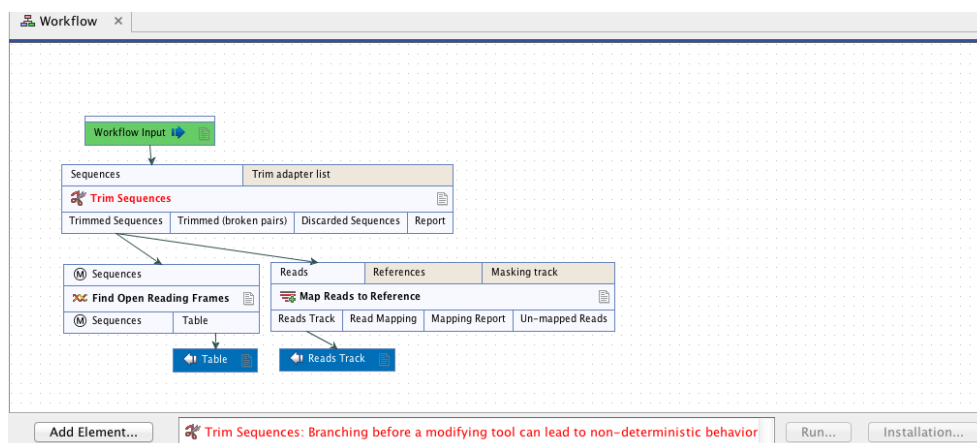 Workflow ×
Workflow Input
Sequences Trim adapter list
Trim Sequences
Trimmed Sequences Trimmed (broken pairs) Discarded Sequences Report
M Sequences
Reads References Masking track
Find Open Reading Frames
Map Reads to Reference
M Sequences Table
Reads Track Read Mapping Mapping Report Un-mapped Reads
Table
Reads Track
Add Element... Trim Sequences: Branching before a modifying tool can lead to non-deterministic behavior Run... Installation...